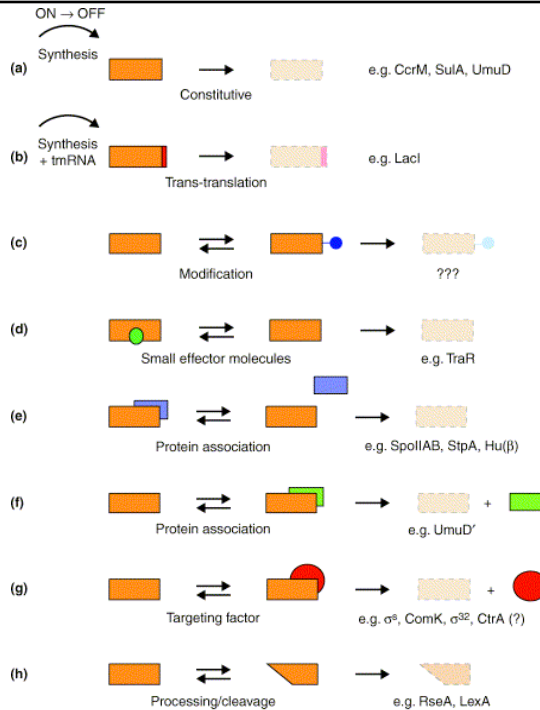 ON → OFF
Synthesis
(a)
Constitutive
e.g. CcrM, SulA, UmuD
Synthesis
+ tmRNA
(b)
Trans-translation
e.g. LacI
(c)
Modification
???
(d)
Small effector molecules
e.g. TraR
(e)
Protein association
e.g. SpoIIAB, StpA, Hu(β)
(f)
+
Protein association
e.g. UmuD′
(g)
+
Targeting factor
e.g. σˢ, ComK, σ³², CtrA (?)
(h)
Processing/cleavage
e.g. RseA, LexA